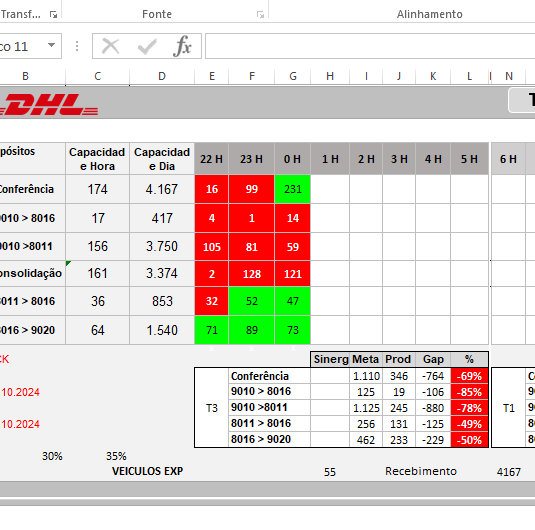 Transf...
Fonte
Alinhamento
co 11
fx
B C D E F G H I J K L N
DHL
T
pósitos Capacidad e Hora Capacidad e Dia 22 H 23 H 0 H 1 H 2 H 3 H 4 H 5 H 6 H
Conferência 174 4.167 16 99 231
9010 > 8016 17 417 4 1 14
9010 >8011 156 3.750 105 81 59
onsolidação 161 3.374 2 128 121
8011 > 8016 36 853 32 52 47
8016 > 9020 64 1.540 71 89 73
CK
Sinerg Meta Prod Gap %
Conferência 1.110 346 -764 -69%
10.2024
9010 > 8016 125 19 -106 -85%
T3 9010 >8011 1.125 245 -880 -78% T1
10.2024
8011 > 8016 256 131 -125 -49%
8016 > 9020 462 233 -229 -50%
30% 35%
VEICULOS EXP 55 Recebimento 4167